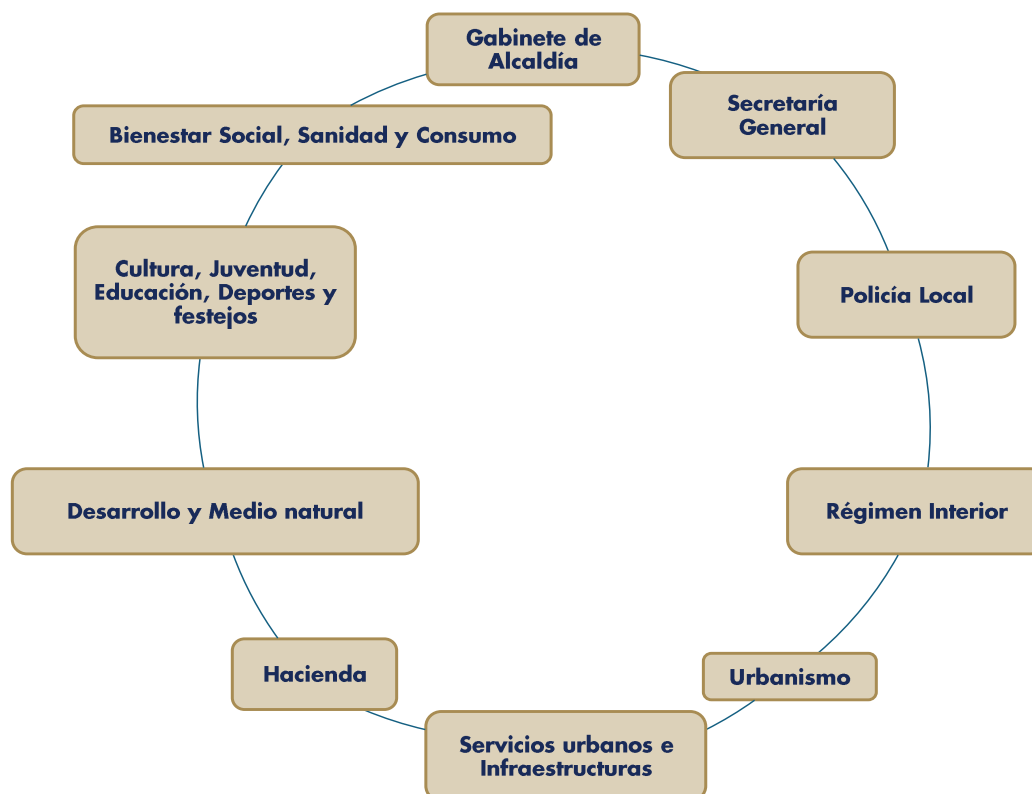 Gabinete de
Alcaldía
Secretaría
General
Policía Local
Régimen Interior
Urbanismo
Servicios urbanos e
Infraestructuras
Hacienda
Desarrollo y Medio natural
Cultura, Juventud,
Educación, Deportes y
festejos
Bienestar Social, Sanidad y Consumo